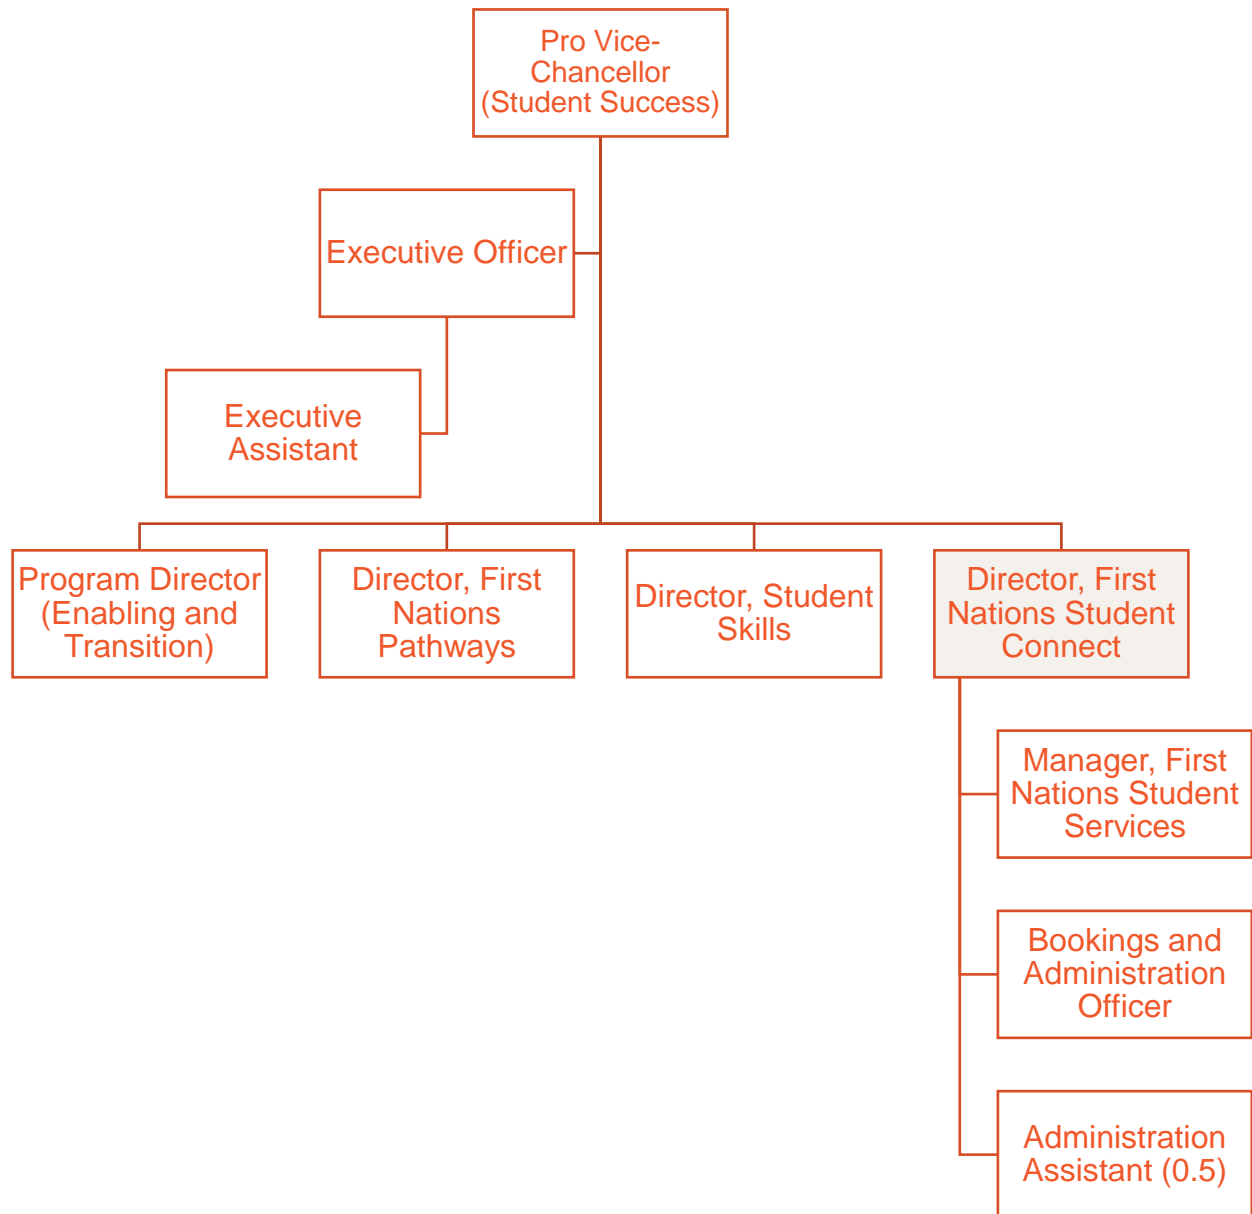 Pro Vice-
Chancellor
(Student Success)
Executive Officer
Executive
Assistant
Program Director
(Enabling and
Transition)
Director, First
Nations
Pathways
Director, Student
Skills
Director, First
Nations Student
Connect
Manager, First
Nations Student
Services
Bookings and
Administration
Officer
Administration
Assistant (0.5)